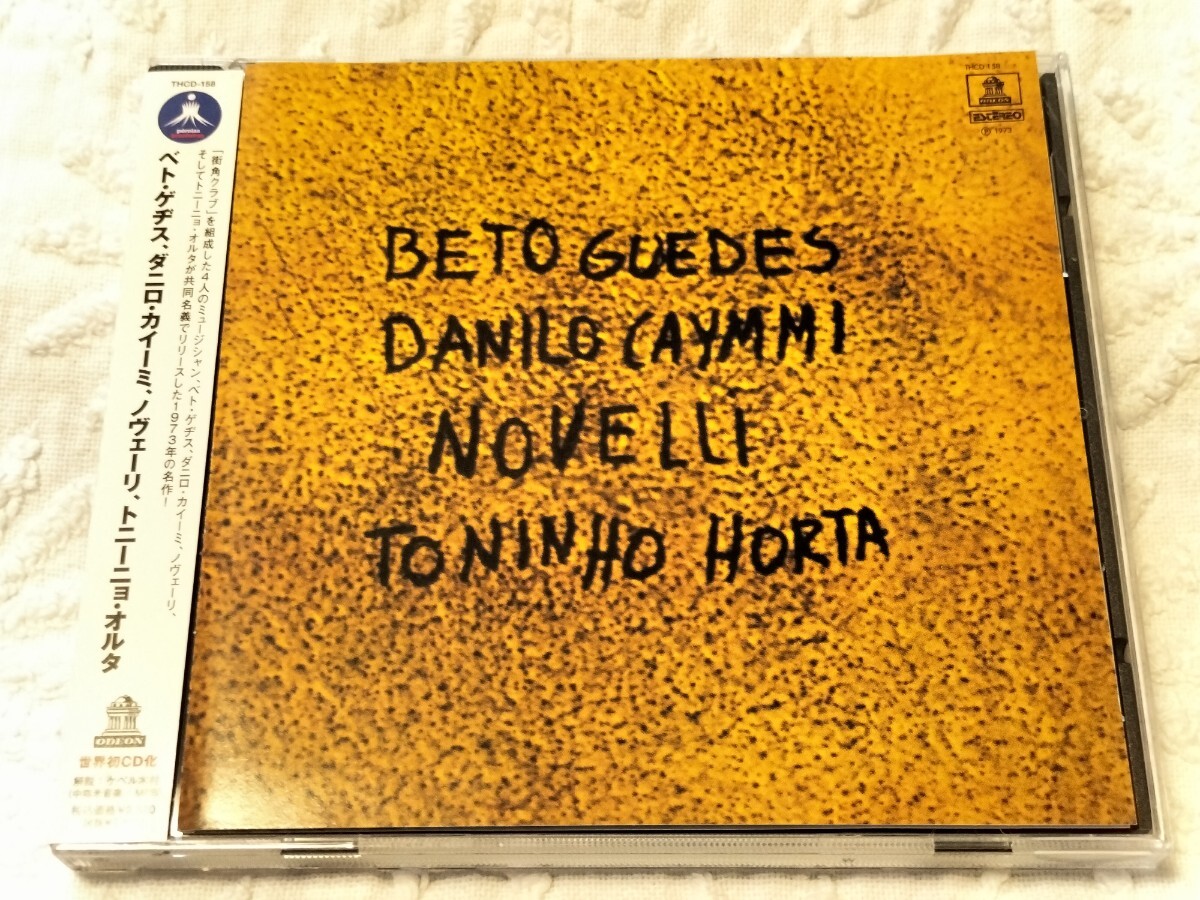 THCD-158
pomios
「街角クラブ」を組成した4人のミュージシャン、ベト・ゲヂス、ダニロ・カイーミ、ノヴェーリ、
そしてトニーニョ・オルタが共同名義でリリースした1973年の名作!
ベト・ゲヂス、ダニロ・カイーミ、ノヴェーリ、トニーニョ・オルタ
ODEON
世界初CD化
解説:
THCD-158
ODEON
ESTÉREO
℗ 1973
BETO GUEDES
DANILO CAYMMI
NOVELLI
TONINHO HORTA